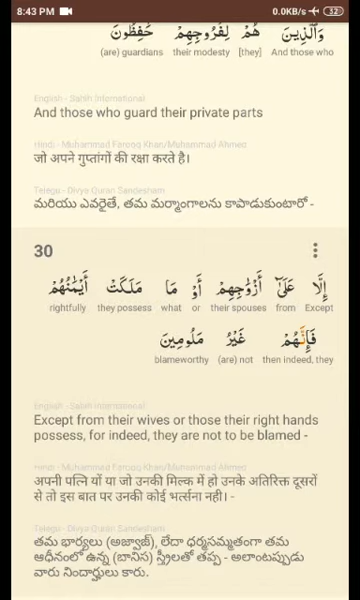 8:43 PM 0.0KB/s 32
وَٱلَّذِينَ هُمْ لِفُرُوجِهِمْ حَٰفِظُونَ
(are) guardians their modesty [they] And those who
English - Sahih International
And those who guard their private parts
Hindi - Muhammad Farooq Khan/Muhammad Ahmed
जो अपने गुप्तांगों की रक्षा करते है।
Telegu - Divya Quran Sandesham
మరియు ఎవరైతే, తమ మర్మాంగాలను కాపాడుకుంటారో -
30
إِلَّا عَلَىٰٓ أَزْوَٰجِهِمْ أَوْ مَا مَلَكَتْ أَيْمَٰنُهُمْ
rightfully they possess what or their spouses from Except
فَإِنَّهُمْ غَيْرُ مَلُومِينَ
blameworthy (are) not then indeed, they
English - Sahih International
Except from their wives or those their right hands
possess, for indeed, they are not to be blamed -
Hindi - Muhammad Farooq Khan/Muhammad Ahmed
अपनी पत्नि यों या जो उनकी मिल्क में हो उनके अतिरिक्त दूसरों
से तो इस बात पर उनकी कोई भर्त्सना नही। -
Telegu - Divya Quran Sandesham
తమ భార్యలు (అజ్వాజ్), లేదా ధర్మసమ్మతంగా తమ
ఆధీనంలో ఉన్న (బానిస) స్త్రీలతో తప్ప - అలాంటప్పుడు
వారు నిందార్హులు కారు.